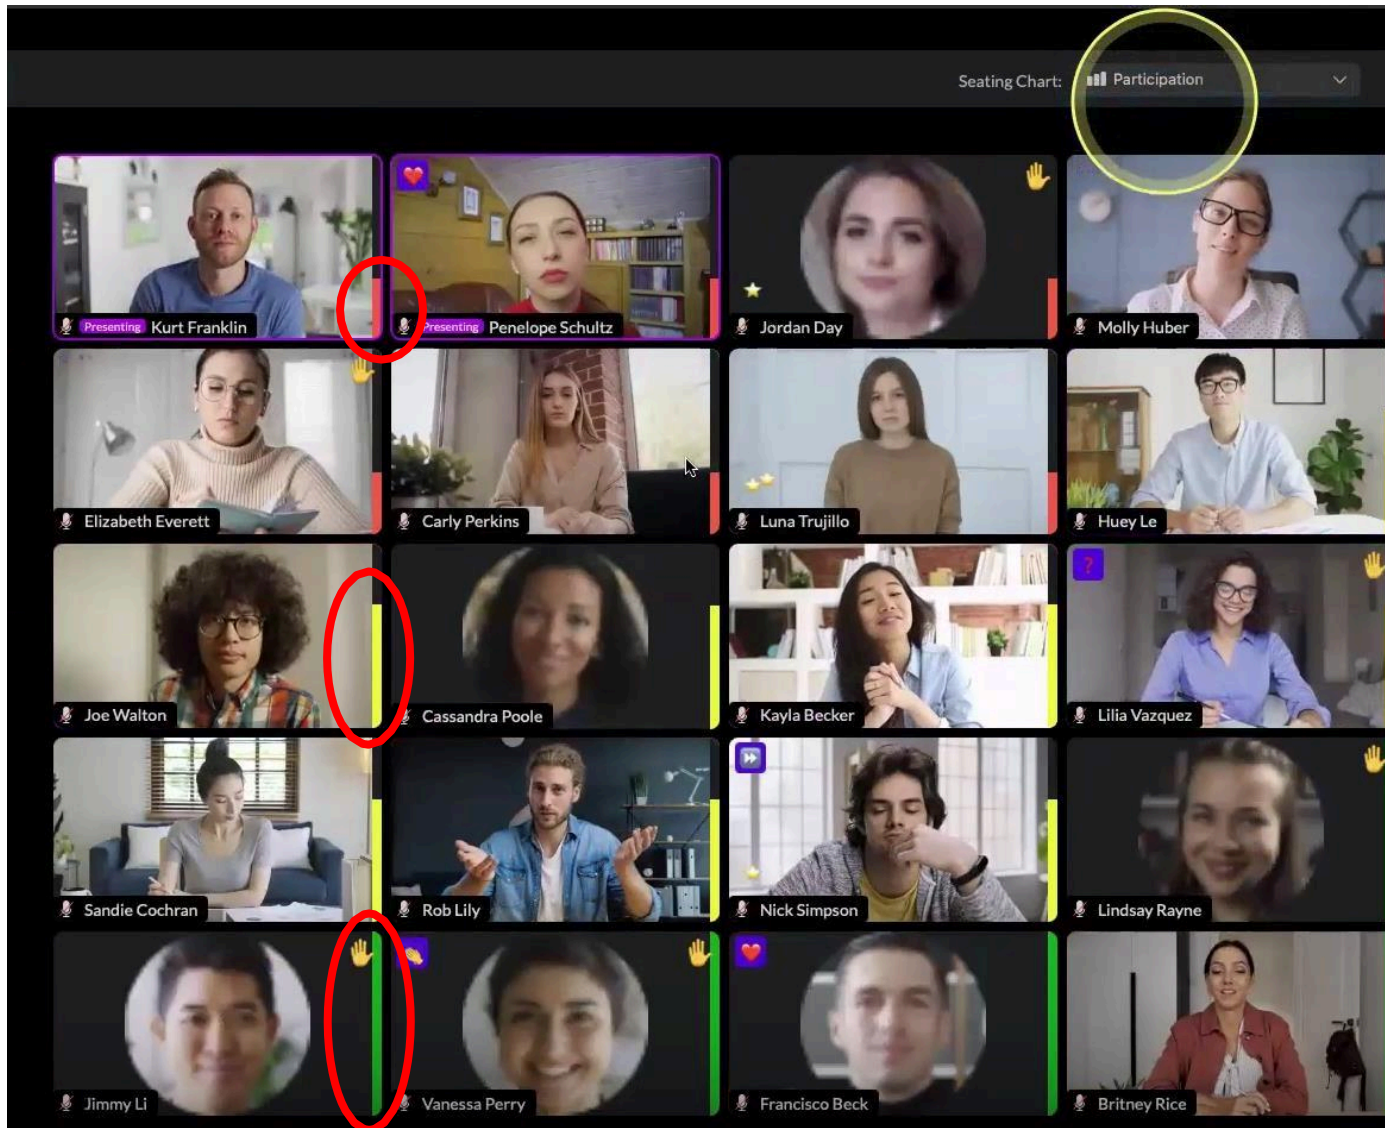 Seating Chart: Participation
Presenting Kurt Franklin
Presenting Penelope Schultz
Jordan Day
Molly Huber
Elizabeth Everett
Carly Perkins
Luna Trujillo
Huey Le
?
Joe Walton
Cassandra Poole
Kayla Becker
Lilia Vazquez
Sandie Cochran
Rob Lily
Nick Simpson
Lindsay Rayne
Jimmy Li
Vanessa Perry
Francisco Beck
Britney Rice